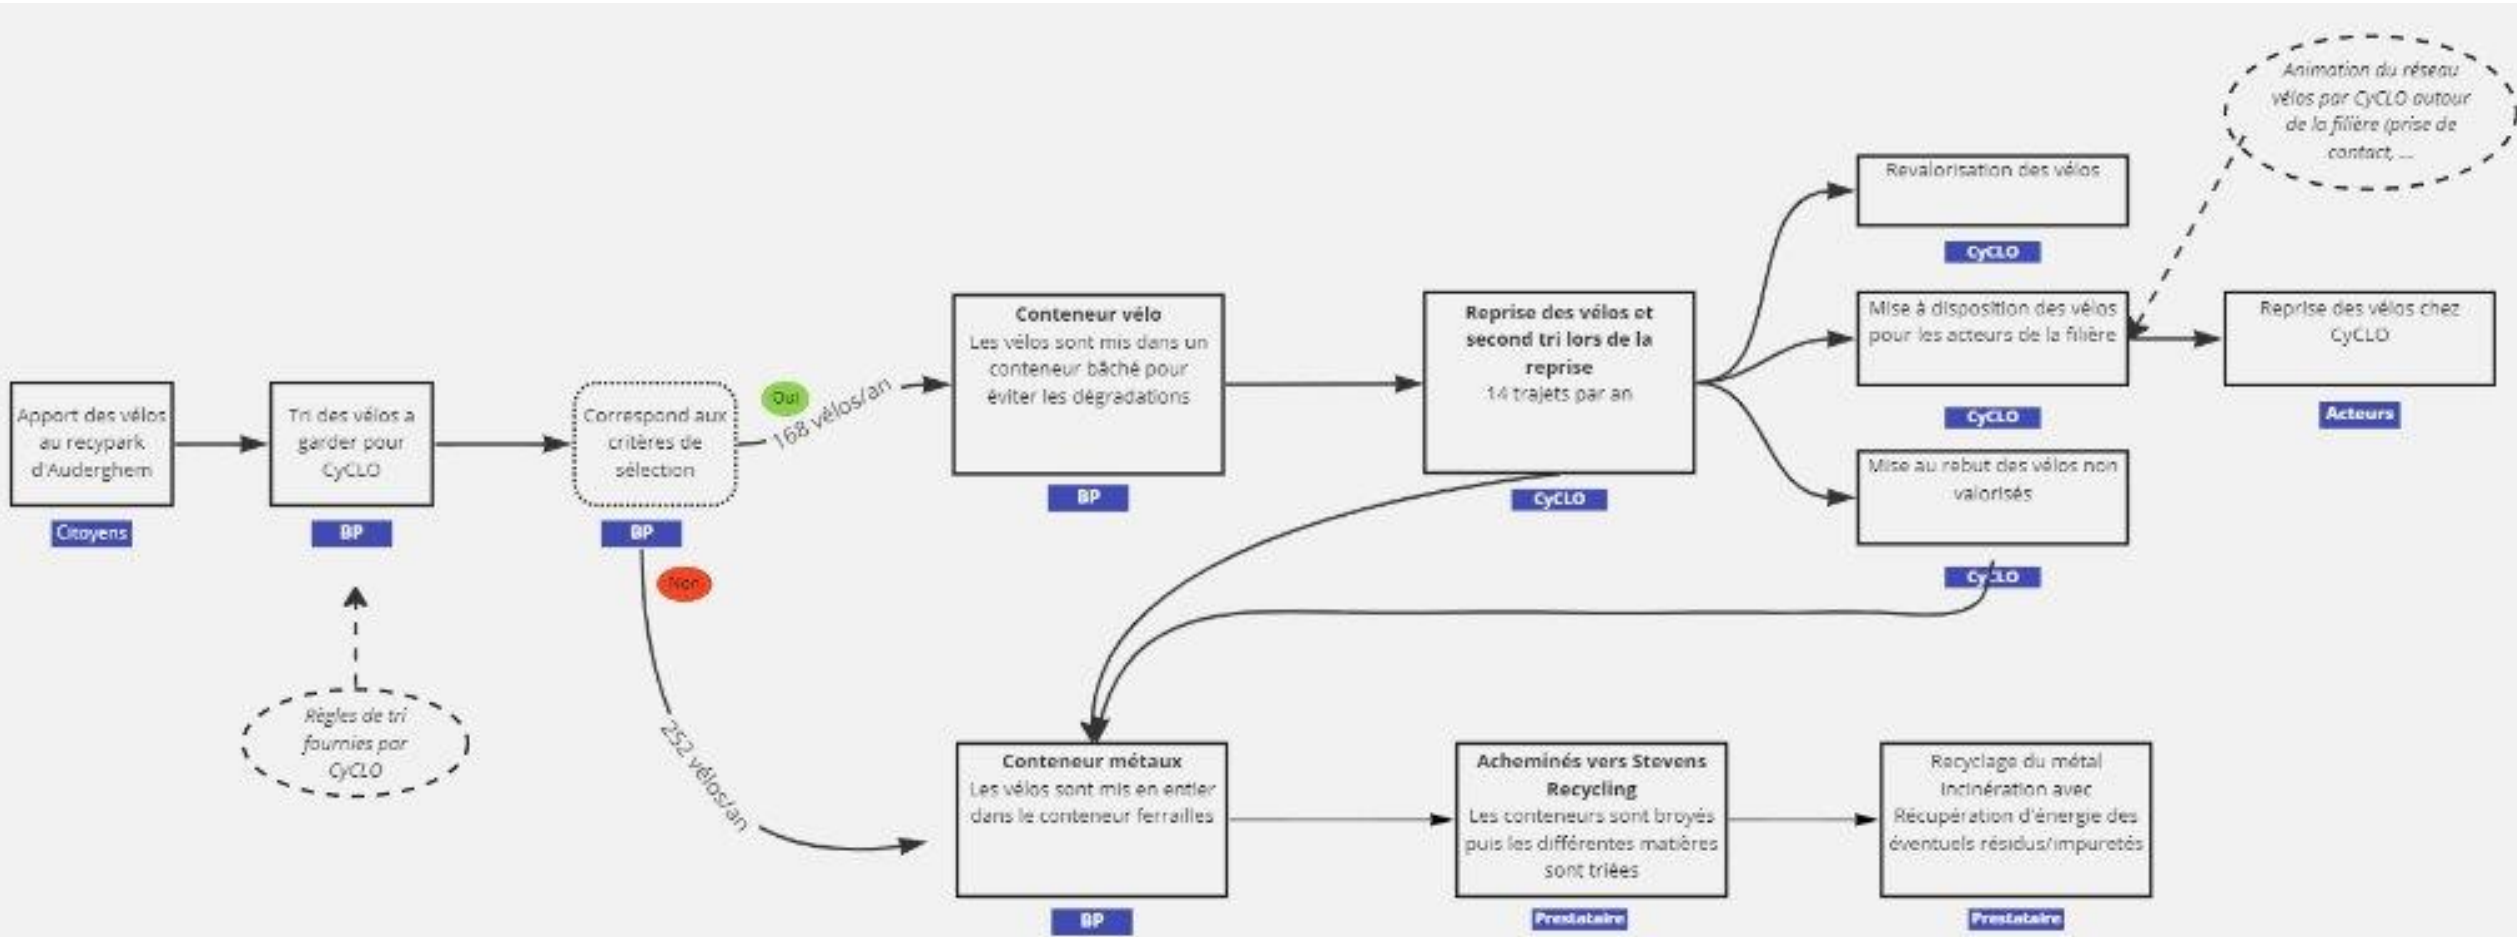 Apport des vélos
au recypark
d'Auderghem
Citoyens
Tri des vélos a
garder pour
CyCLO
BP
Règles de tri
fournies par
CyCLO
Correspond aux
critères de
sélection
BP
Oui
168 vélos/an
Non
252 vélos/an
Conteneur vélo
Les vélos sont mis dans un
conteneur bâché pour
éviter les dégradations
BP
Reprise des vélos et
second tri lors de la
reprise
14 trajets par an
CyCLO
Revalorisation des vélos
CyCLO
Mise à disposition des vélos
pour les acteurs de la filière
CyCLO
Mise au rebut des vélos non
valorisés
CyCLO
Animation du réseau
vélos par CyCLO autour
de la filière (prise de
contact, ...
Reprise des vélos chez
CyCLO
Acteurs
Conteneur métaux
Les vélos sont mis en entier
dans le conteneur ferrailles
BP
Acheminés vers Stevens
Recycling
Les conteneurs sont broyés
puis les différentes matières
sont triées
Prestataire
Recyclage du métal
Incinération avec
Récupération d'énergie des
éventuels résidus/impuretés
Prestataire